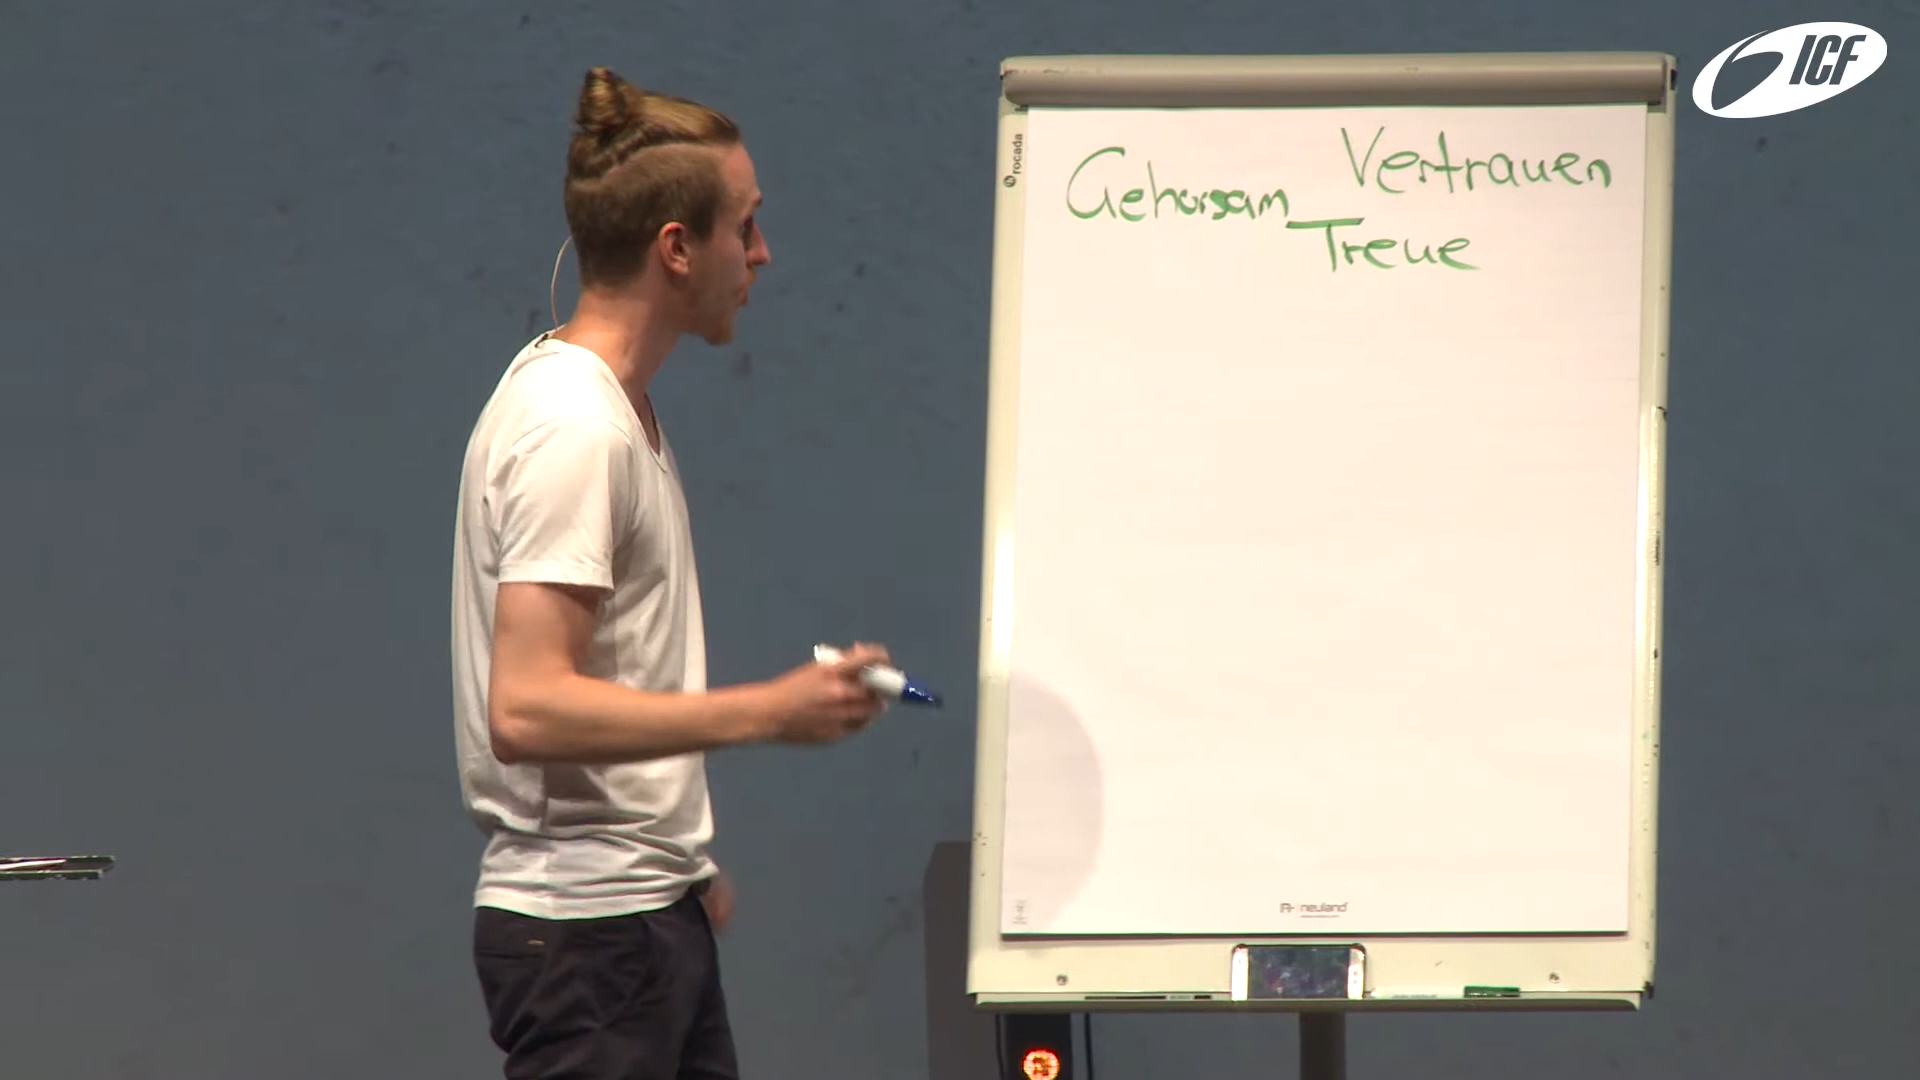 ICF
rocada
Vertrauen
Gehorsam
Treue
neuland